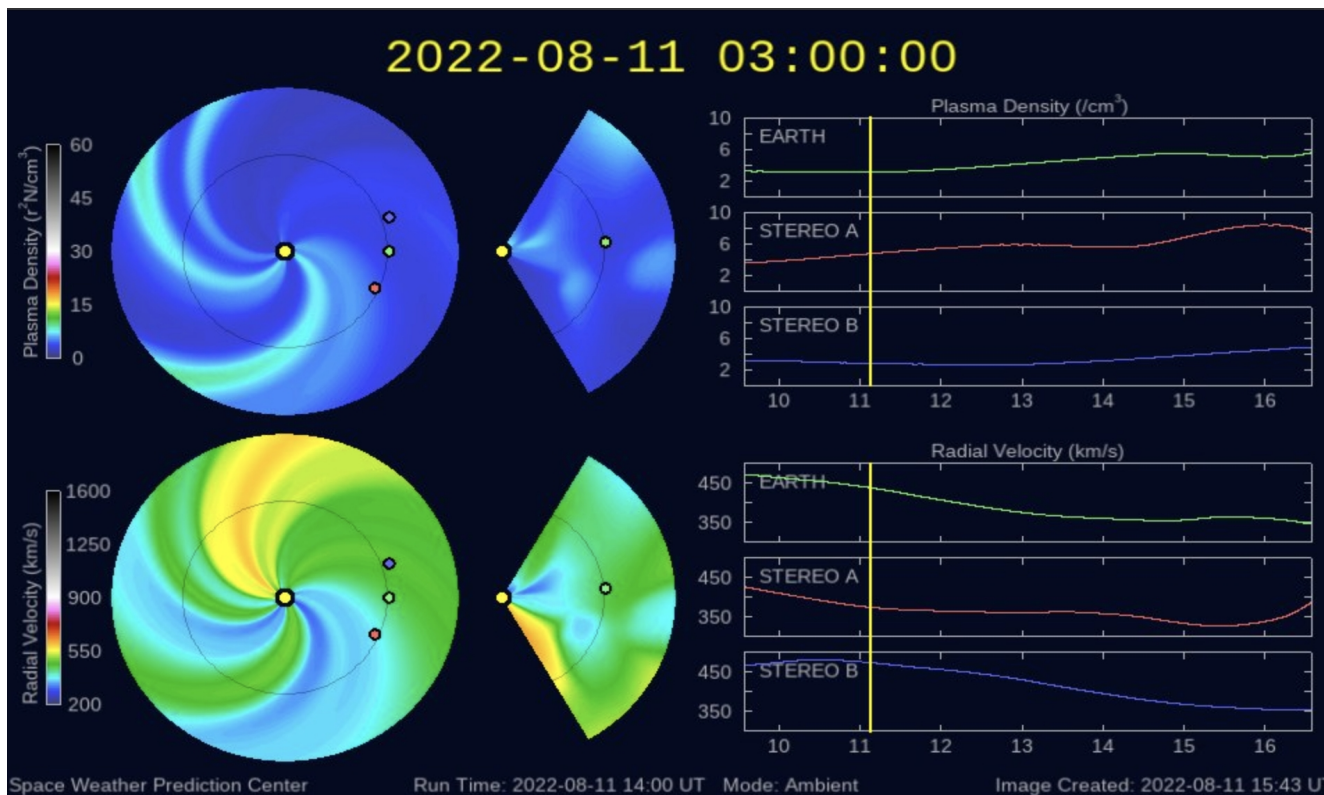 2022-08-11 03:00:00
Plasma Density (r²N/cm³)
60
45
30
15
0
Plasma Density (/cm³)
10
6
2
EARTH
10
6
2
STEREO A
10
6
2
STEREO B
10 11 12 13 14 15 16
Radial Velocity (km/s)
1600
1250
900
550
200
Radial Velocity (km/s)
450
350
EARTH
450
350
STEREO A
450
350
STEREO B
10 11 12 13 14 15 16
Space Weather Prediction Center Run Time: 2022-08-11 14:00 UT Mode: Ambient Image Created: 2022-08-11 15:43 U